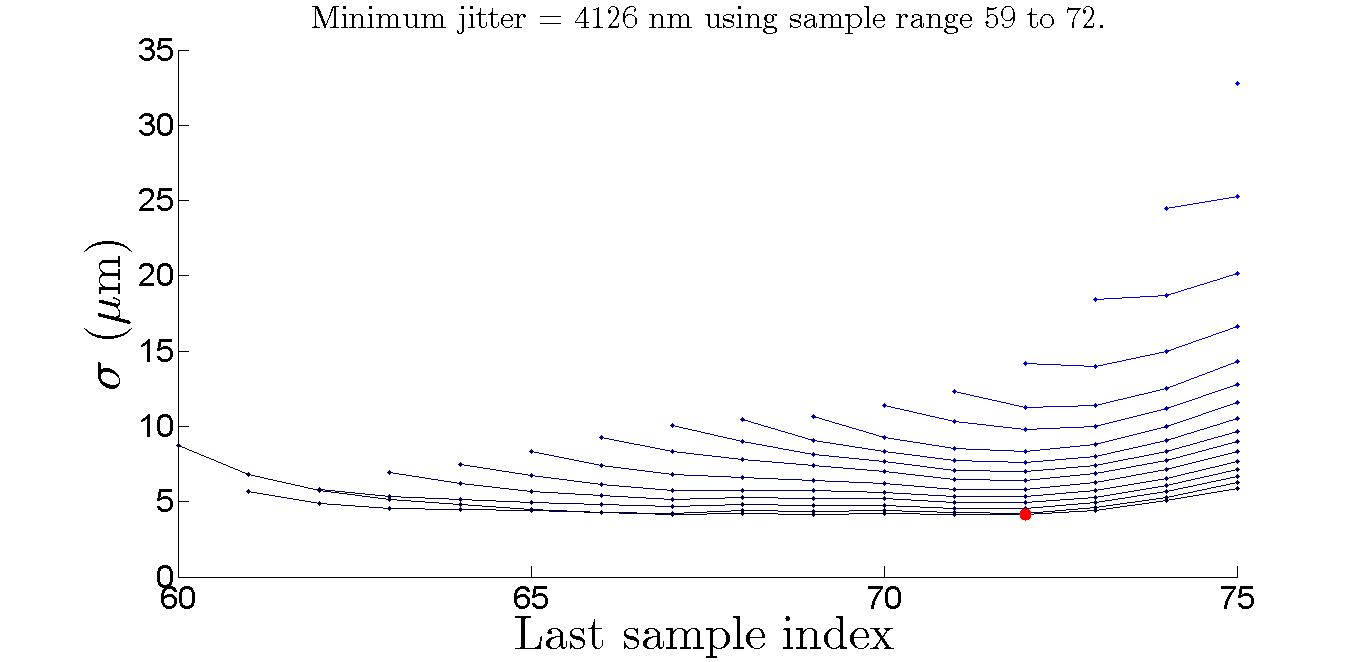 Minimum jitter = 4126 nm using sample range 59 to 72.
35
30
25
20
15
10
5
0
σ (μm)
60 65 70 75
Last sample index